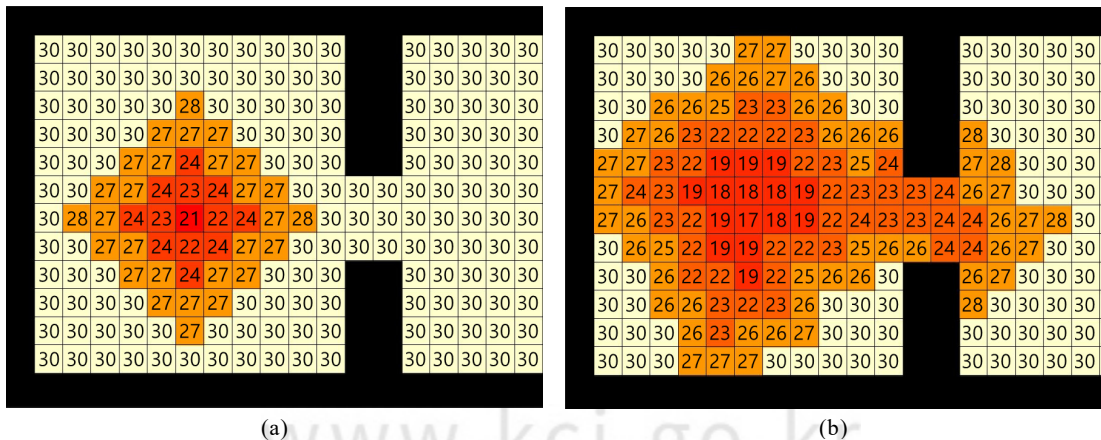 30 30 30 30 30 30 30 30 30 30 30 30 30 30 30 30
30 30 30 30 30 30 30 30 30 30 30 30 30 30 30 30
30 30 30 30 30 28 30 30 30 30 30 30 30 30 30 30
30 30 30 30 27 27 27 30 30 30 30 30 30 30 30 30
30 30 30 27 27 24 27 27 30 30 30 30 30 30 30 30
30 30 27 27 24 23 24 27 27 30 30 30 30 30 30 30 30 30
30 28 27 24 23 21 22 24 27 28 30 30 30 30 30 30 30 30
30 30 27 27 24 22 24 27 27 30 30 30 30 30 30 30 30 30
30 30 30 27 27 24 27 27 30 30 30 30 30 30 30 30
30 30 30 30 27 27 27 30 30 30 30 30 30 30 30 30
30 30 30 30 30 27 30 30 30 30 30 30 30 30 30 30
30 30 30 30 30 30 30 30 30 30 30 30 30 30 30 30
(a)
30 30 30 30 30 27 27 30 30 30 30 30 30 30 30 30
30 30 30 30 26 26 27 26 30 30 30 30 30 30 30 30
30 30 26 26 25 23 23 26 26 30 30 30 30 30 30 30
30 27 26 23 22 22 22 23 26 26 26 28 30 30 30 30
27 27 23 22 19 19 19 22 23 25 24 27 28 30 30 30
27 24 23 19 18 18 18 19 22 23 23 23 24 26 27 30 30 30
27 26 23 22 19 17 18 19 22 24 23 23 24 24 26 27 28 30
30 26 25 22 19 19 22 22 23 25 26 26 24 24 26 27 30 30
30 30 26 22 22 19 22 25 26 26 30 26 27 30 30 30
30 30 26 26 23 22 23 26 30 30 30 28 30 30 30 30
30 30 30 26 23 26 26 27 30 30 30 30 30 30 30 30
30 30 30 27 27 27 30 30 30 30 30 30 30 30 30 30
(b)
www.kci.go.kr